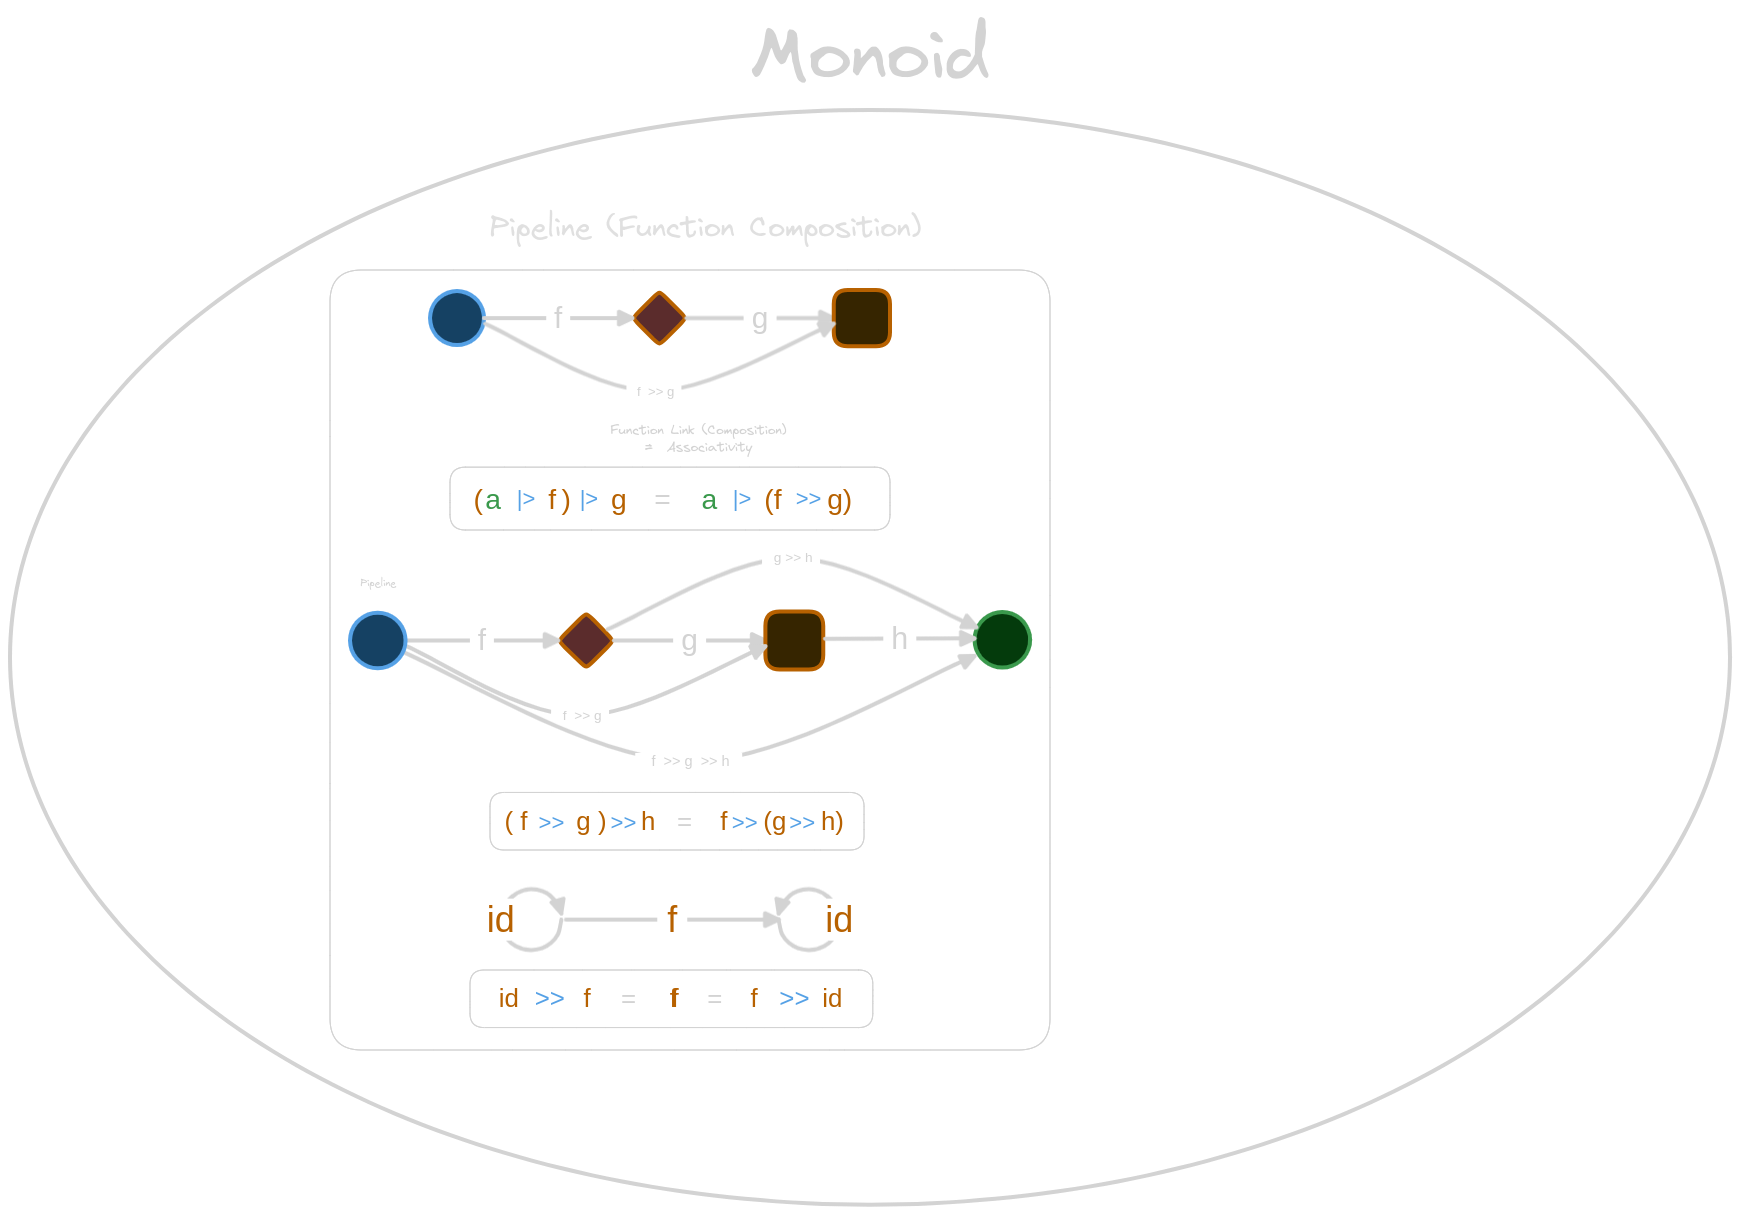 Monoid
Pipeline (Function Composition)
f g
f >> g
Function Link (Composition)
= Associativity
(a |> f) |> g = a |> (f >> g)
g >> h
Pipeline
f g h
f >> g
f >> g >> h
( f >> g ) >> h = f >> (g >> h)
id f id
id >> f = f = f >> id